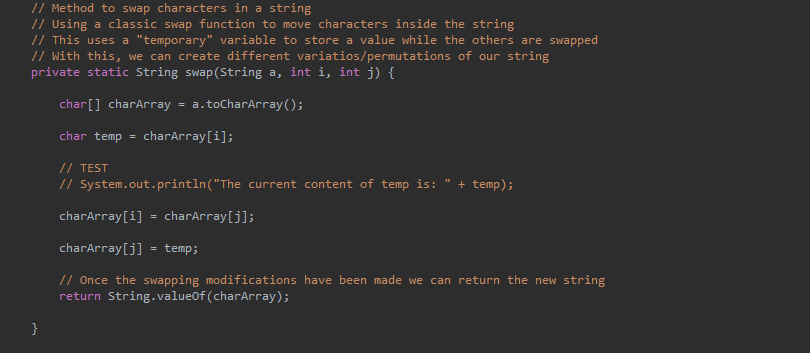 // Method to swap characters in a string
// Using a classic swap function to move characters inside the string
// This uses a "temporary" variable to store a value while the others are swapped
// With this, we can create different variatios/permutations of our string
private static String swap(String a, int i, int j) {
char[] charArray = a.toCharArray();
char temp = charArray[i];
// TEST
// System.out.println("The current content of temp is: " + temp);
charArray[i] = charArray[j];
charArray[j] = temp;
// Once the swapping modifications have been made we can return the new string
return String.valueOf(charArray);
}